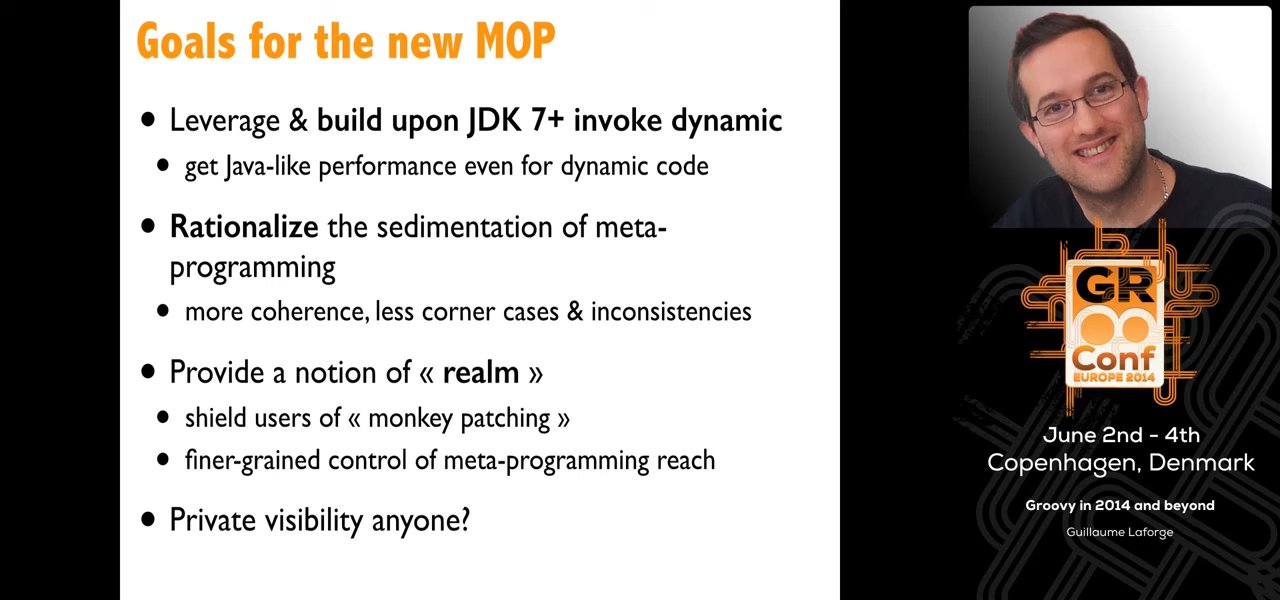 Goals for the new MOP
• Leverage & build upon JDK 7+ invoke dynamic
• get Java-like performance even for dynamic code
• Rationalize the sedimentation of meta-
programming
• more coherence, less corner cases & inconsistencies
• Provide a notion of « realm »
• shield users of « monkey patching »
• finer-grained control of meta-programming reach
• Private visibility anyone?
GR
Conf
EUROPE 2014
June 2nd - 4th
Copenhagen, Denmark
Groovy in 2014 and beyond
Guillaume Laforge